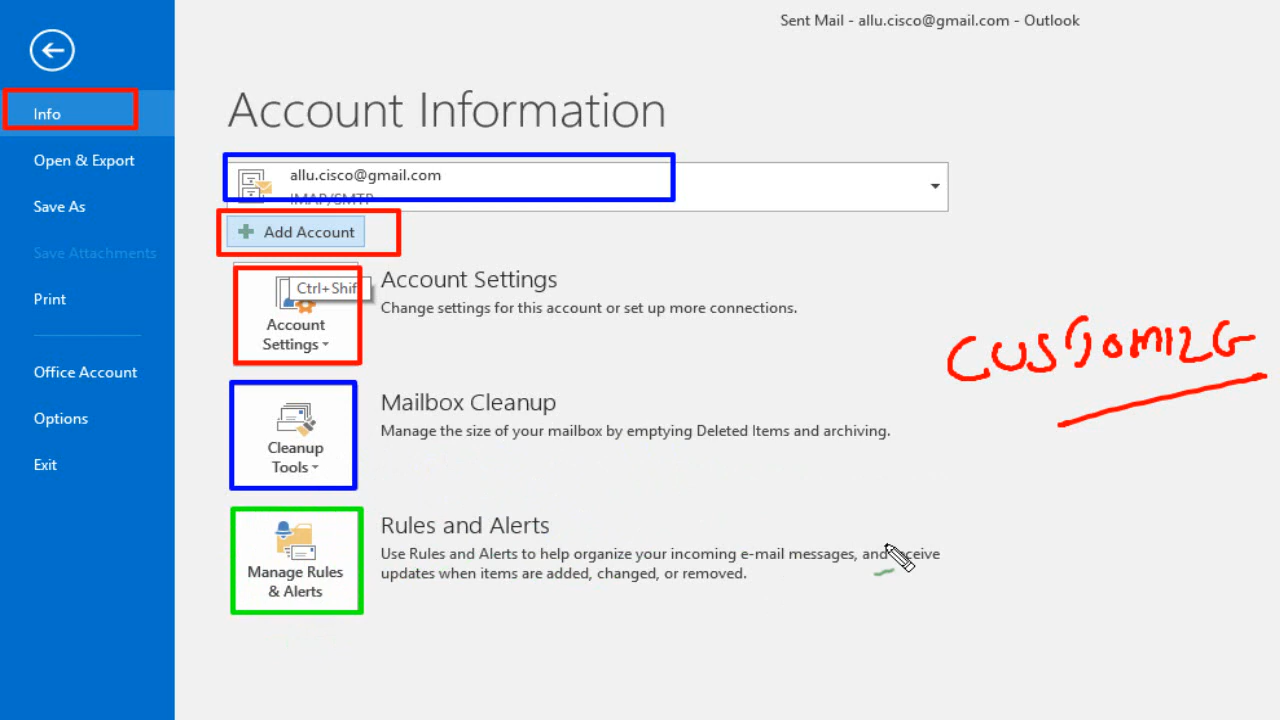 Sent Mail - allu.cisco@gmail.com - Outlook
Info
Open & Export
Save As
Save Attachments
Print
Office Account
Options
Exit
Account Information
allu.cisco@gmail.com
IMAP/SMTP
Add Account
Ctrl+Shif
Account
Settings
Account Settings
Change settings for this account or set up more connections.
CUSTOMIZG
Cleanup
Tools
Mailbox Cleanup
Manage the size of your mailbox by emptying Deleted Items and archiving.
Manage Rules
& Alerts
Rules and Alerts
Use Rules and Alerts to help organize your incoming e-mail messages, and receive
updates when items are added, changed, or removed.